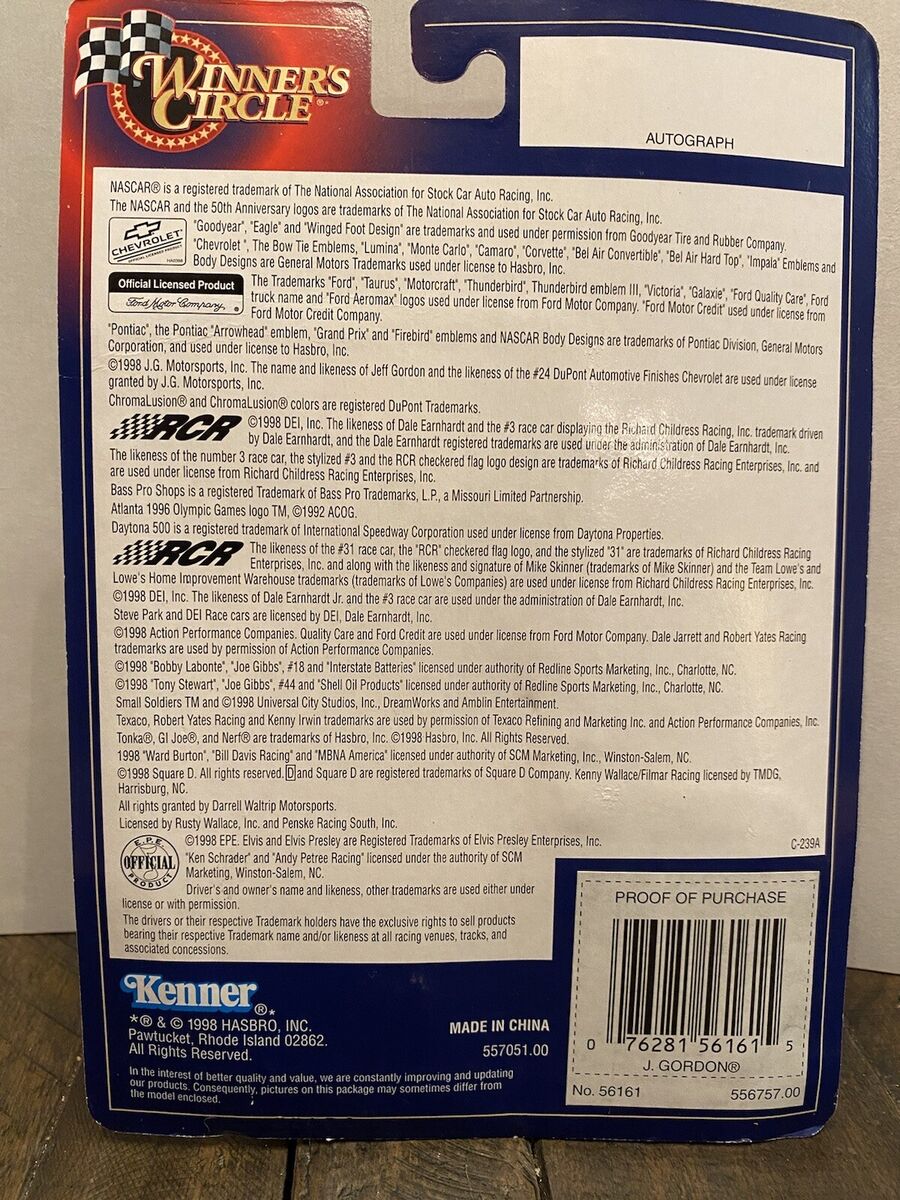 WINNER'S
CIRCLE®
AUTOGRAPH
NASCAR® is a registered trademark of The National Association for Stock Car Auto Racing, Inc.
The NASCAR and the 50th Anniversary logos are trademarks of The National Association for Stock Car Auto Racing, Inc.
CHEVROLET
"Goodyear", "Eagle" and "Winged Foot Design" are trademarks and used under permission from Goodyear Tire and Rubber Company.
"Chevrolet", The Bow Tie Emblems, "Lumina", "Monte Carlo", "Camaro", "Corvette", "Bel Air Convertible", "Bel Air Hard Top", "Impala" Emblems and
Body Designs are General Motors Trademarks used under license to Hasbro, Inc.
Official Licensed Product
Ford Motor Company,®
The Trademarks "Ford", "Taurus", "Motorcraft", "Thunderbird", Thunderbird emblem III, "Victoria", "Galaxie", "Ford Quality Care", Ford
truck name and "Ford Aeromax" logos used under license from Ford Motor Company. "Ford Motor Credit" used under license from
Ford Motor Credit Company.
"Pontiac", the Pontiac "Arrowhead" emblem, "Grand Prix" and "Firebird" emblems and NASCAR Body Designs are trademarks of Pontiac Division, General Motors
Corporation, and used under license to Hasbro, Inc.
©1998 J.G. Motorsports, Inc. The name and likeness of Jeff Gordon and the likeness of the #24 DuPont Automotive Finishes Chevrolet are used under license
granted by J.G. Motorsports, Inc.
ChromaLusion® and ChromaLusion® colors are registered DuPont Trademarks.
RCR
©1998 DEI, Inc. The likeness of Dale Earnhardt and the #3 race car displaying the Richard Childress Racing, Inc. trademark driven
by Dale Earnhardt, and the Dale Earnhardt registered trademarks are used under the administration of Dale Earnhardt, Inc.
The likeness of the number 3 race car, the stylized #3 and the RCR checkered flag logo design are trademarks of Richard Childress Racing Enterprises, Inc. and
are used under license from Richard Childress Racing Enterprises, Inc.
Bass Pro Shops is a registered Trademark of Bass Pro Trademarks, L.P., a Missouri Limited Partnership.
Atlanta 1996 Olympic Games logo TM, ©1992 ACOG.
Daytona 500 is a registered trademark of International Speedway Corporation used under license from Daytona Properties.
RCR
The likeness of the #31 race car, the "RCR" checkered flag logo, and the stylized "31" are trademarks of Richard Childress Racing
Enterprises, Inc. and along with the likeness and signature of Mike Skinner (trademarks of Mike Skinner) and the Team Lowe's and
Lowe's Home Improvement Warehouse trademarks (trademarks of Lowe's Companies) are used under license from Richard Childress Racing Enterprises, Inc.
©1998 DEI, Inc. The likeness of Dale Earnhardt Jr. and the #3 race car are used under the administration of Dale Earnhardt, Inc.
Steve Park and DEI Race cars are licensed by DEI, Dale Earnhardt, Inc.
©1998 Action Performance Companies. Quality Care and Ford Credit are used under license from Ford Motor Company. Dale Jarrett and Robert Yates Racing
trademarks are used by permission of Action Performance Companies.
©1998 "Bobby Labonte", "Joe Gibbs", #18 and "Interstate Batteries" licensed under authority of Redline Sports Marketing, Inc., Charlotte, NC.
©1998 "Tony Stewart", "Joe Gibbs", #44 and "Shell Oil Products" licensed under authority of Redline Sports Marketing, Inc., Charlotte, NC.
Small Soldiers TM and ©1998 Universal City Studios, Inc., DreamWorks and Amblin Entertainment.
Texaco, Robert Yates Racing and Kenny Irwin trademarks are used by permission of Texaco Refining and Marketing Inc. and Action Performance Companies, Inc.
Tonka®, GI Joe®, and Nerf® are trademarks of Hasbro, Inc. ©1998 Hasbro, Inc. All Rights Reserved.
1998 "Ward Burton", "Bill Davis Racing" and "MBNA America" licensed under authority of SCM Marketing, Inc., Winston-Salem, NC.
©1998 Square D. All rights reserved. D and Square D are registered trademarks of Square D Company. Kenny Wallace/Filmar Racing licensed by TMDG,
Harrisburg, NC.
All rights granted by Darrell Waltrip Motorsports.
Licensed by Rusty Wallace, Inc. and Penske Racing South, Inc.
E.P.E.
OFFICIAL
PRODUCT
©1998 EPE. Elvis and Elvis Presley are Registered Trademarks of Elvis Presley Enterprises, Inc.
C-239A
"Ken Schrader" and "Andy Petree Racing" licensed under the authority of SCM
Marketing, Winston-Salem, NC.
Driver's and owner's name and likeness, other trademarks are used either under
license or with permission.
The drivers or their respective Trademark holders have the exclusive rights to sell products
bearing their respective Trademark name and/or likeness at all racing venues, tracks, and
associated concessions.
PROOF OF PURCHASE
0 76281 56161 5
J. GORDON®
No. 56161 556757.00
Kenner®*
*® & © 1998 HASBRO, INC.
Pawtucket, Rhode Island 02862.
All Rights Reserved.
MADE IN CHINA
557051.00
In the interest of better quality and value, we are constantly improving and updating
our products. Consequently, pictures on this package may sometimes differ from
the model enclosed.